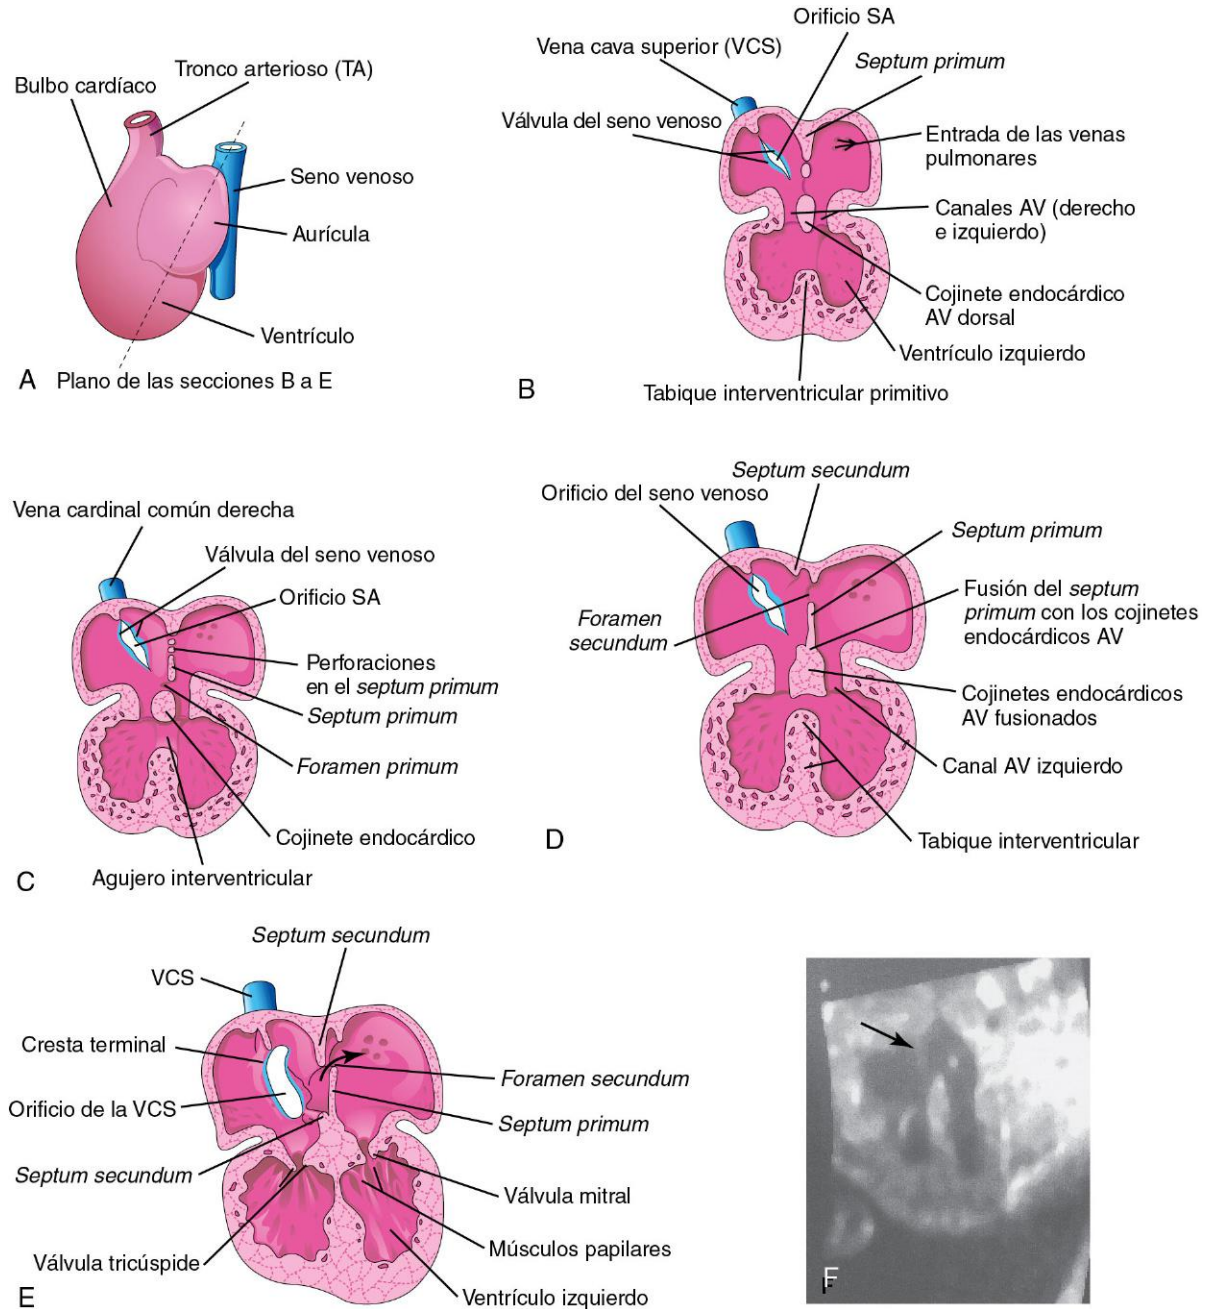 Bulbo cardíaco
Tronco arterioso (TA)
Seno venoso
Aurícula
Ventrículo
A
Plano de las secciones B a E
Orificio SA
Vena cava superior (VCS)
Septum primum
Válvula del seno venoso
Entrada de las venas
pulmonares
Canales AV (derecho
e izquierdo)
Cojinete endocárdico
AV dorsal
Ventrículo izquierdo
Tabique interventricular primitivo
B
Vena cardinal común derecha
Válvula del seno venoso
Orificio SA
Perforaciones
en el septum primum
Septum primum
Foramen primum
Cojinete endocárdico
Agujero interventricular
C
Septum secundum
Orificio del seno venoso
Septum primum
Foramen
secundum
Fusión del septum
primum con los cojinetes
endocárdicos AV
Cojinetes endocárdicos
AV fusionados
Canal AV izquierdo
Tabique interventricular
D
Septum secundum
VCS
Cresta terminal
Orificio de la VCS
Septum secundum
Válvula tricúspide
Foramen secundum
Septum primum
Válvula mitral
Músculos papilares
Ventrículo izquierdo
E
F